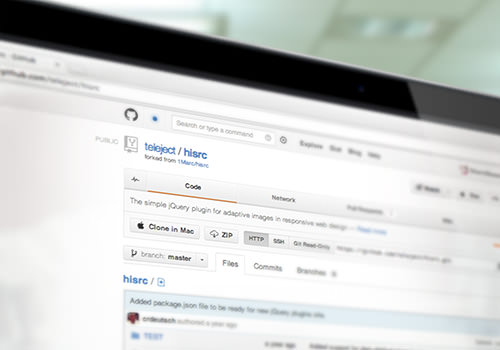 github.com/teleject/hisrc
Search or type a command
Explore Gist Blog Help
PUBLIC
teleject / hisrc
forked from 1Marc/hisrc
Code Network Pull Requests
The simple jQuery plugin for adaptive images in responsive web design — Read more
Clone in Mac ZIP HTTP SSH Git Read-Only
branch: master Files Commits Branches
hisrc /
Added package.json file to be ready for new jQuery plugins site.
crdeutsch authored a year ago
TEST a year ago